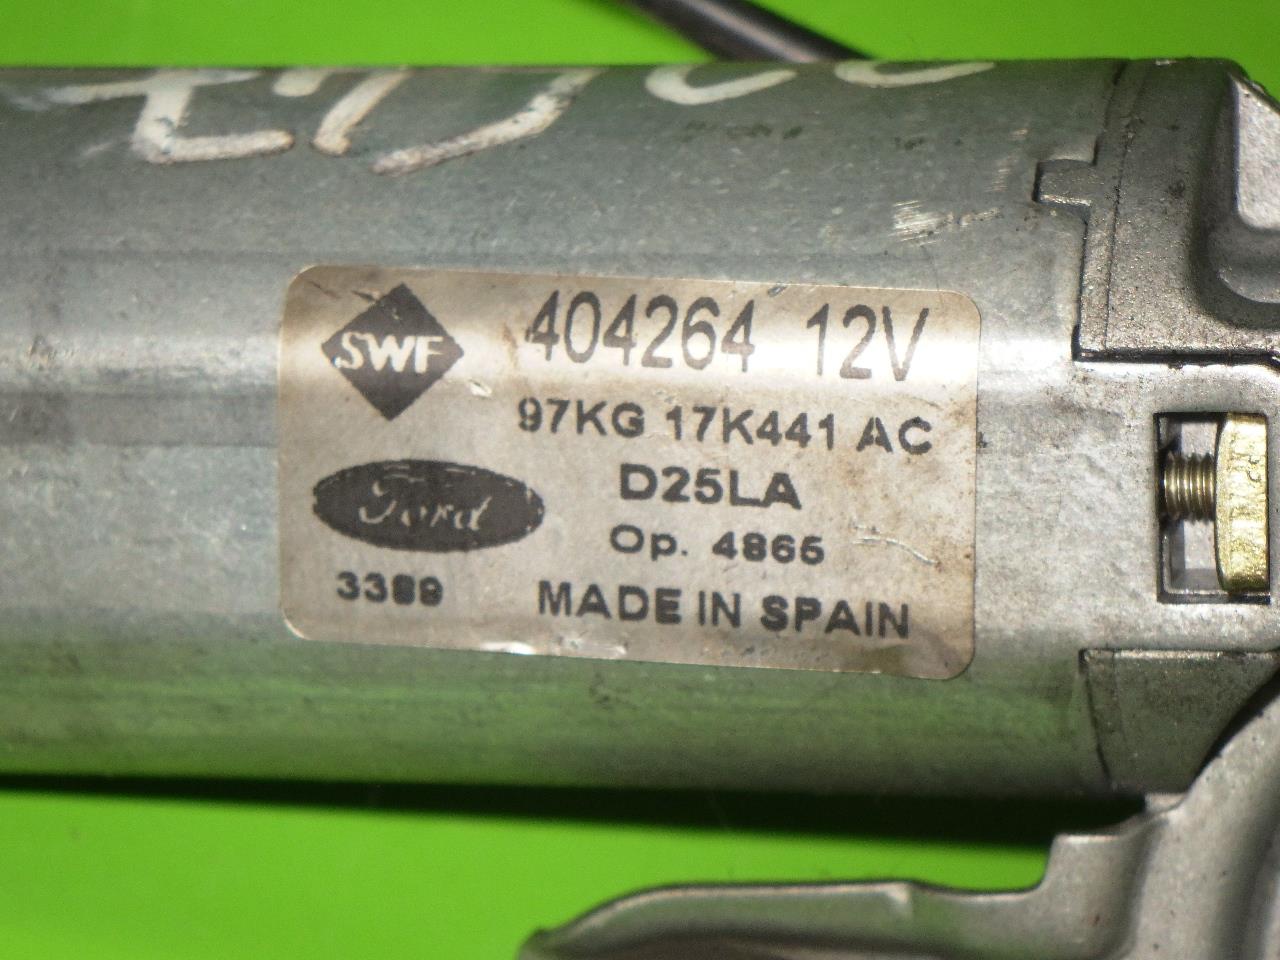 SWF
404264 12V
97KG 17K441 AC
D25LA
Ford
Op. 4865
3389
MADE IN SPAIN